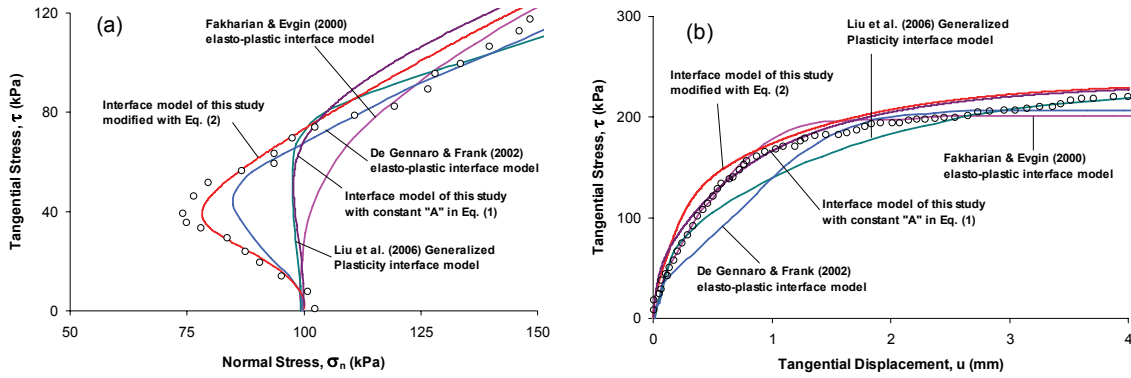 (a)
120
80
40
0
Tangential Stress, τ (kPa)
50
75
100
125
150
Normal Stress, σn (kPa)
Fakharian & Evgin (2000)
elasto-plastic interface model
Interface model of this study
modified with Eq. (2)
De Gennaro & Frank (2002)
elasto-plastic interface model
Interface model of this study
with constant "A" in Eq. (1)
Liu et al. (2006) Generalized
Plasticity interface model
(b)
300
200
100
0
Tangential Stress, τ (kPa)
0
1
2
3
4
Tangential Displacement, u (mm)
Liu et al. (2006) Generalized
Plasticity interface model
Interface model of this study
modified with Eq. (2)
Fakharian & Evgin (2000)
elasto-plastic interface model
Interface model of this study
with constant "A" in Eq. (1)
De Gennaro & Frank (2002)
elasto-plastic interface model